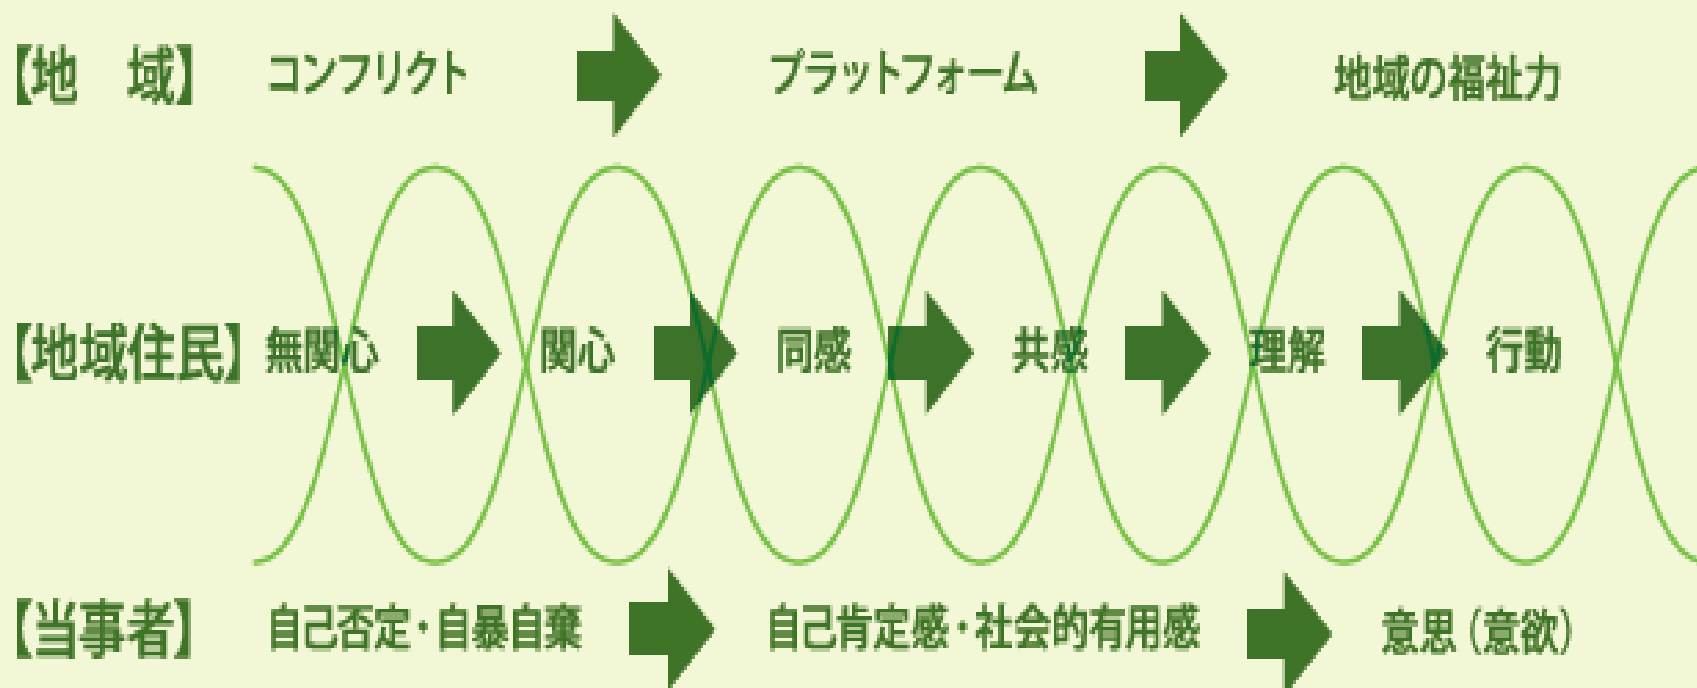 【地　域】 コンフリクト プラットフォーム 地域の福祉力
【地域住民】 無関心 関心 同感 共感 理解 行動
【当事者】 自己否定・自暴自棄 自己肯定感・社会的有用感 意思（意欲）